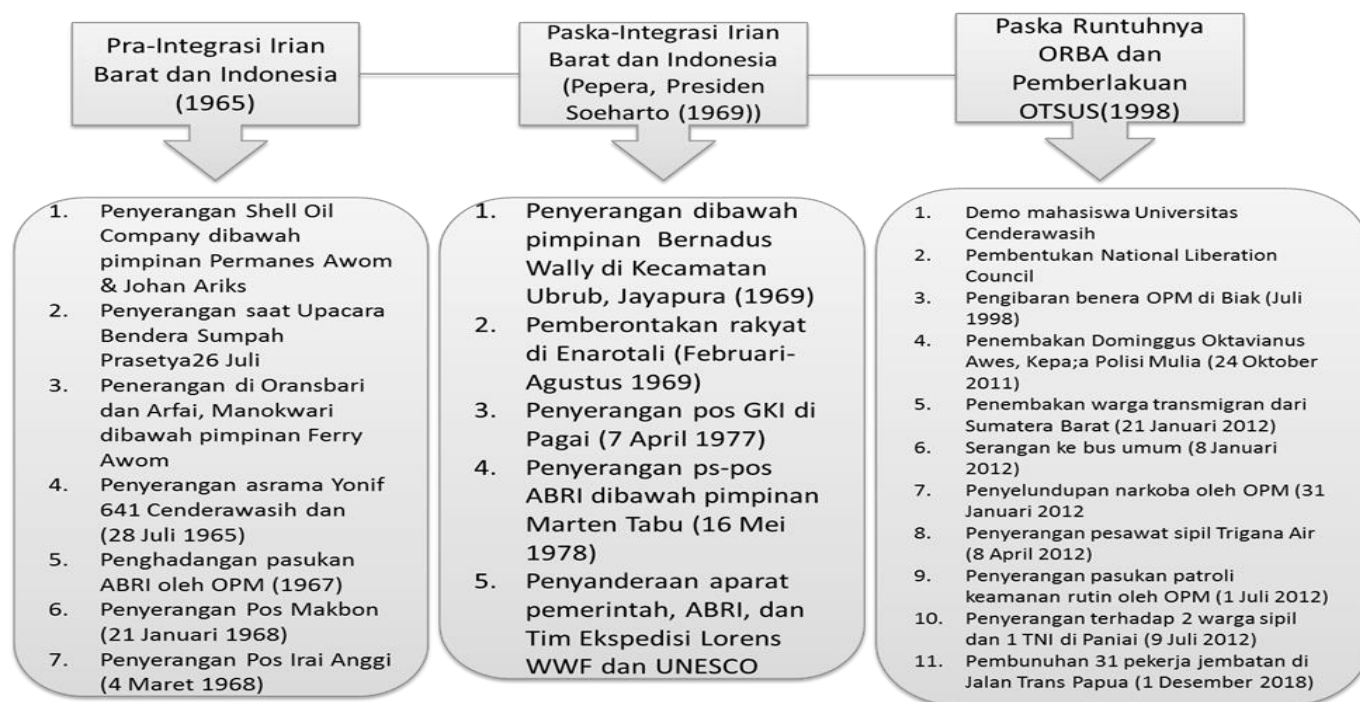 Pra-Integrasi Irian
Barat dan Indonesia
(1965)
1. Penyerangan Shell Oil
Company dibawah
pimpinan Permanes Awom
& Johan Ariks
2. Penyerangan saat Upacara
Bendera Sumpah
Prasetya26 Juli
3. Penerangan di Oransbari
dan Arfai, Manokwari
dibawah pimpinan Ferry
Awom
4. Penyerangan asrama Yonif
641 Cenderawasih dan
(28 Juli 1965)
5. Penghadangan pasukan
ABRI oleh OPM (1967)
6. Penyerangan Pos Makbon
(21 Januari 1968)
7. Penyerangan Pos Irai Anggi
(4 Maret 1968)
Paska-Integrasi Irian
Barat dan Indonesia
(Pepera, Presiden
Soeharto (1969))
1. Penyerangan dibawah
pimpinan Bernadus
Wally di Kecamatan
Ubrub, Jayapura (1969)
2. Pemberontakan rakyat
di Enarotali (Februari-
Agustus 1969)
3. Penyerangan pos GKI di
Pagai (7 April 1977)
4. Penyerangan ps-pos
ABRI dibawah pimpinan
Marten Tabu (16 Mei
1978)
5. Penyanderaan aparat
pemerintah, ABRI, dan
Tim Ekspedisi Lorens
WWF dan UNESCO
Paska Runtuhnya
ORBA dan
Pemberlakuan
OTSUS(1998)
1. Demo mahasiswa Universitas
Cenderawasih
2. Pembentukan National Liberation
Council
3. Pengibaran benera OPM di Biak (Juli
1998)
4. Penembakan Dominggus Oktavianus
Awes, Kepa;a Polisi Mulia (24 Oktober
2011)
5. Penembakan warga transmigran dari
Sumatera Barat (21 Januari 2012)
6. Serangan ke bus umum (8 Januari
2012)
7. Penyelundupan narkoba oleh OPM (31
Januari 2012
8. Penyerangan pesawat sipil Trigana Air
(8 April 2012)
9. Penyerangan pasukan patroli
keamanan rutin oleh OPM (1 Juli 2012)
10. Penyerangan terhadap 2 warga sipil
dan 1 TNI di Paniai (9 Juli 2012)
11. Pembunuhan 31 pekerja jembatan di
Jalan Trans Papua (1 Desember 2018)